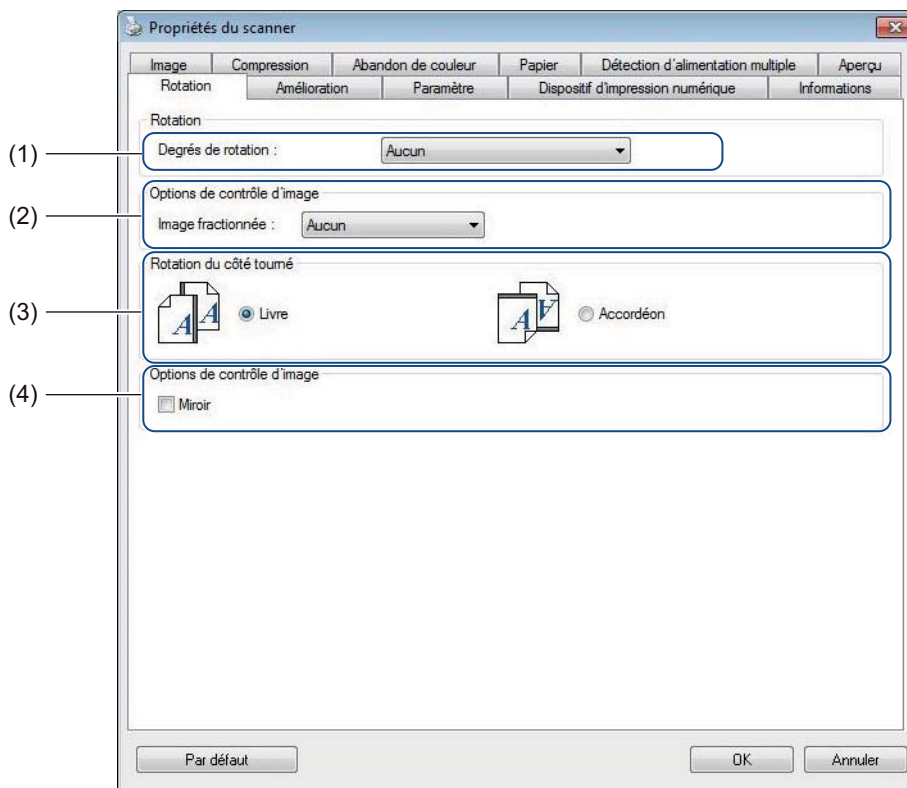 Propriétés du scanner
Image Compression Abandon de couleur Papier Détection d'alimentation multiple Aperçu
Rotation Amélioration Paramètre Dispositif d'impression numérique Informations
Rotation
(1) Degrés de rotation : Aucun
Options de contrôle d'image
(2) Image fractionnée : Aucun
Rotation du côté tourné
(3) A A Livre A A Accordéon
Options de contrôle d'image
(4) Miroir
Par défaut OK Annuler